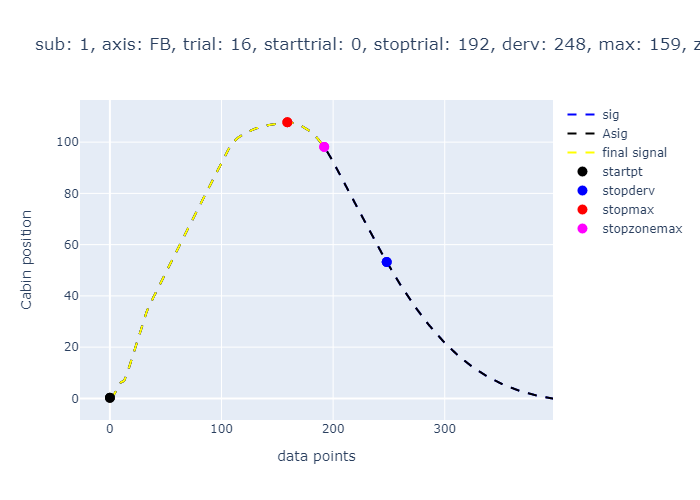 sub: 1, axis: FB, trial: 16, starttrial: 0, stoptrial: 192, derv: 248, max: 159, z
sig
Asig
final signal
startpt
stopderv
stopmax
stopzonemax
100
80
60
40
20
0
Cabin position
0 100 200 300
data points